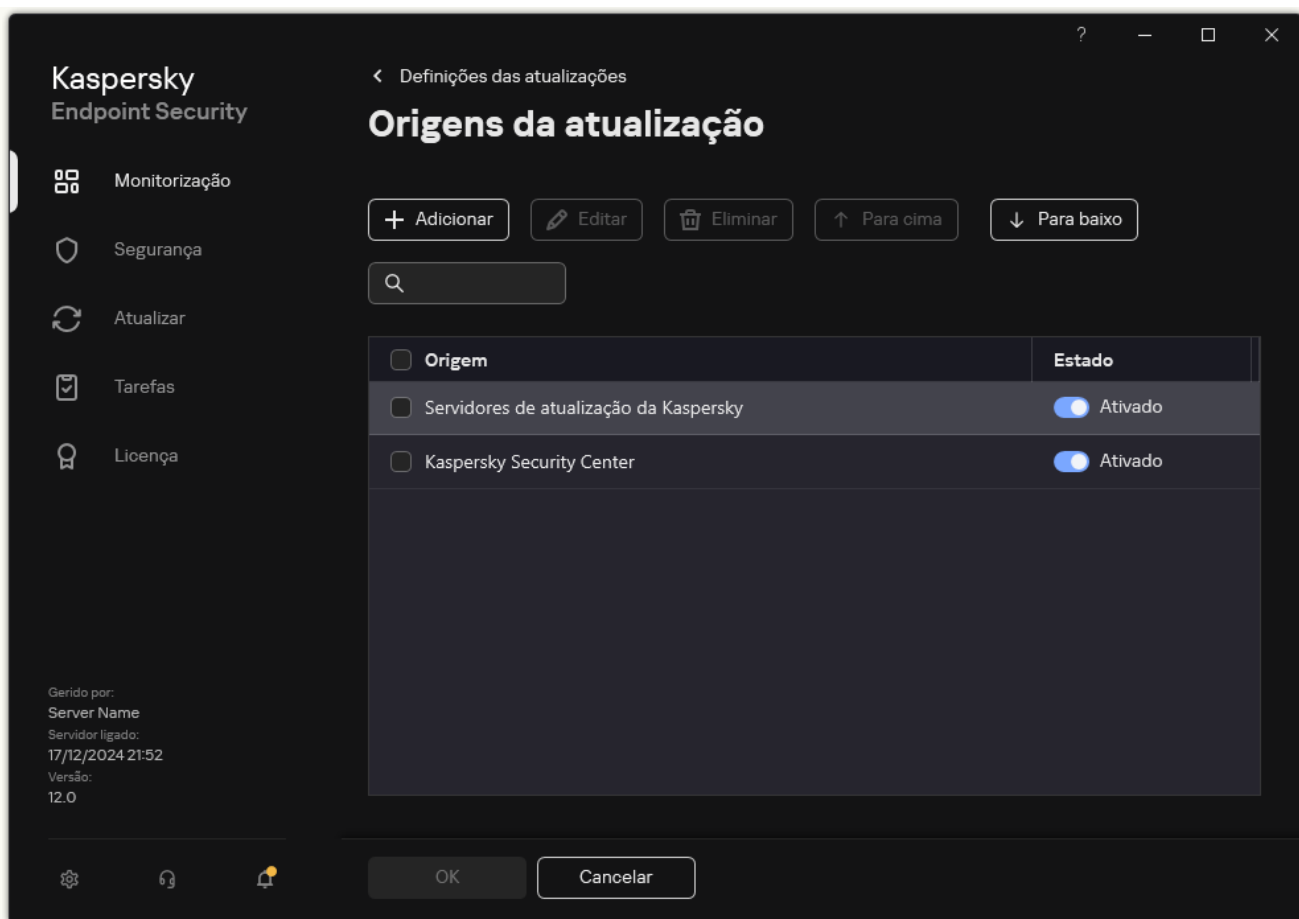 ?
Kaspersky
Endpoint Security
Monitorização
Segurança
Atualizar
Tarefas
Licença
Gerido por:
Server Name
Servidor ligado:
17/12/2024 21:52
Versão:
12.0
Definições das atualizações
Origens da atualização
Adicionar
Editar
Eliminar
Para cima
Para baixo
Origem Estado
Servidores de atualização da Kaspersky Ativado
Kaspersky Security Center Ativado
OK
Cancelar